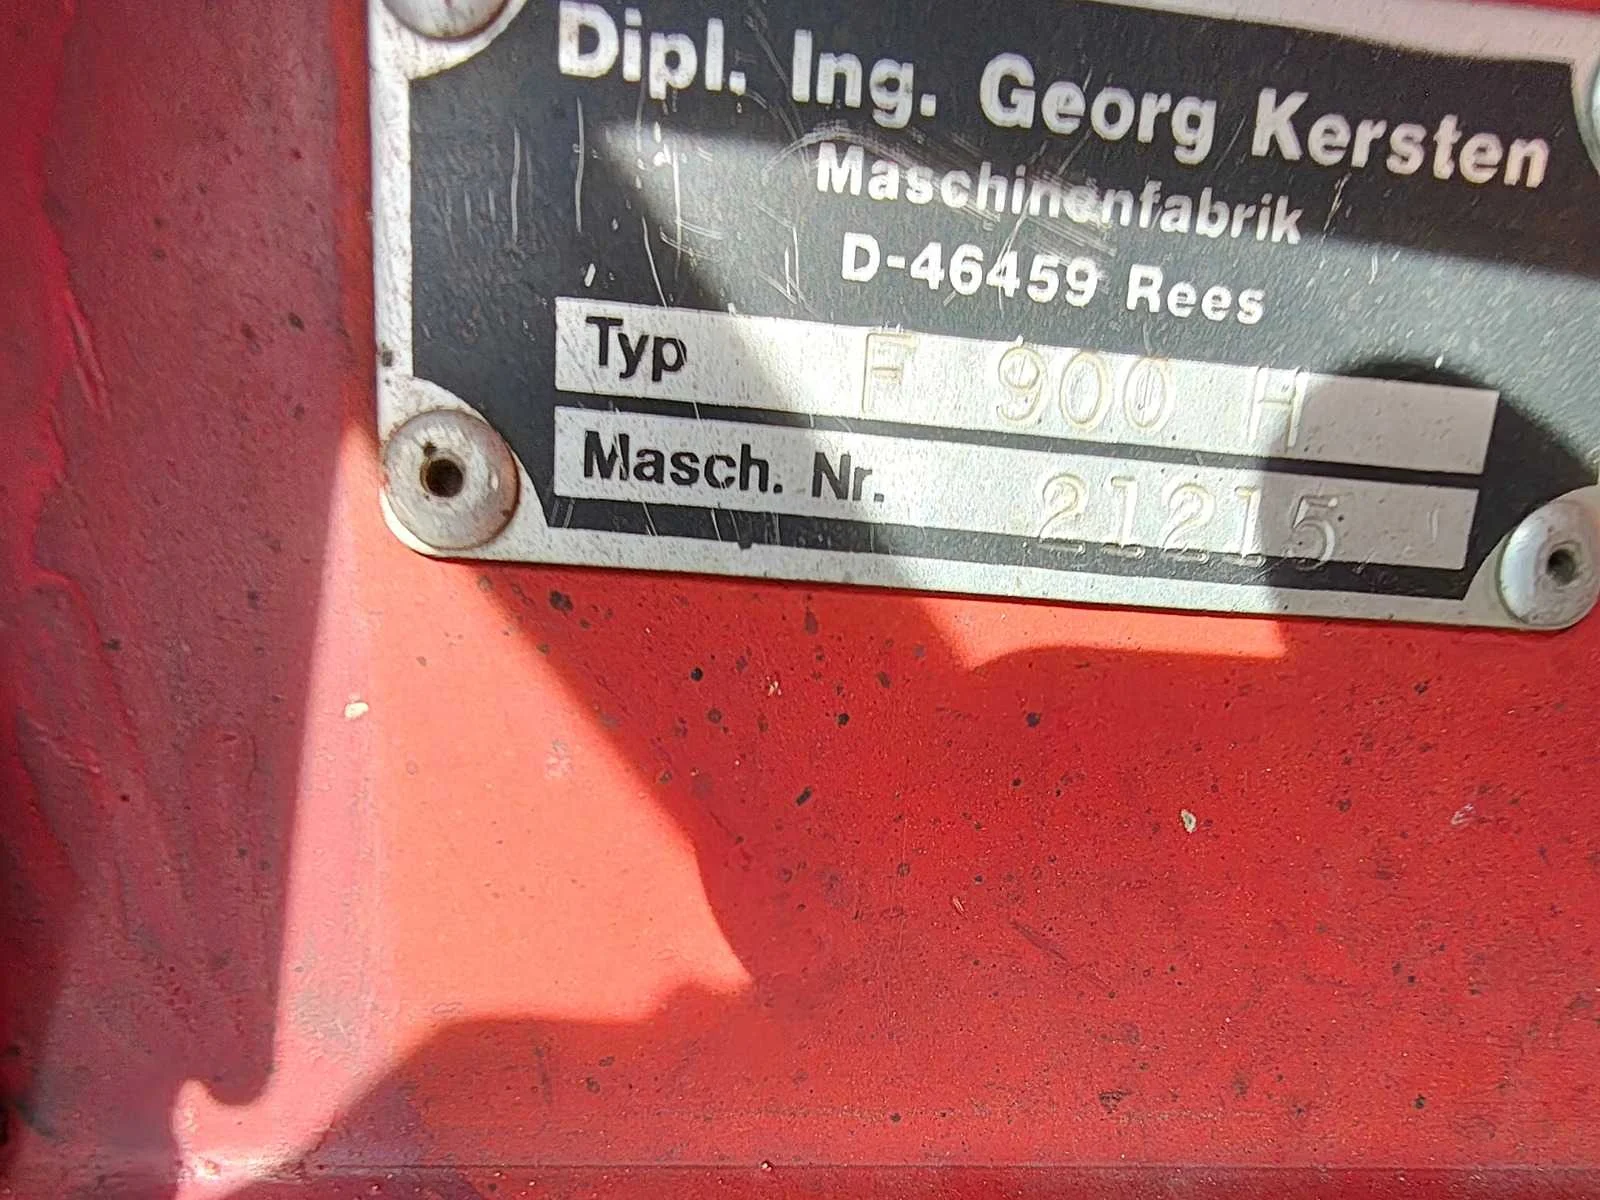 Dipl. Ing. Georg Kersten
Maschinenfabrik
D-46459 Rees
Typ F 900 H
Masch. Nr. 21215